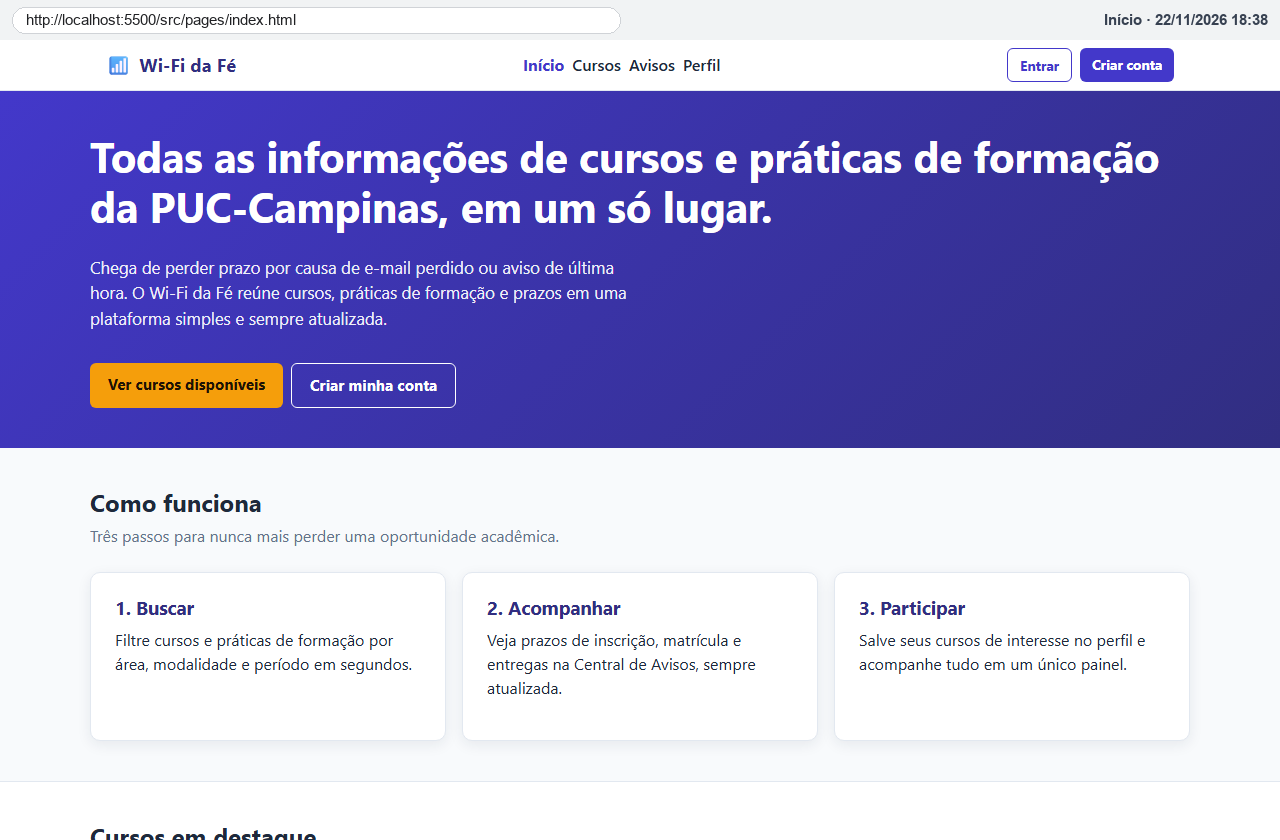 http://localhost:5500/src/pages/index.html
Início · 22/11/2026 18:38
Wi-Fi da Fé
Início Cursos Avisos Perfil
Entrar
Criar conta
Todas as informações de cursos e práticas de formação
da PUC-Campinas, em um só lugar.
Chega de perder prazo por causa de e-mail perdido ou aviso de última
hora. O Wi-Fi da Fé reúne cursos, práticas de formação e prazos em uma
plataforma simples e sempre atualizada.
Ver cursos disponíveis
Criar minha conta
Como funciona
Três passos para nunca mais perder uma oportunidade acadêmica.
1. Buscar
Filtre cursos e práticas de formação por
área, modalidade e período em segundos.
2. Acompanhar
Veja prazos de inscrição, matrícula e
entregas na Central de Avisos, sempre
atualizada.
3. Participar
Salve seus cursos de interesse no perfil e
acompanhe tudo em um único painel.
Cursos em destaque